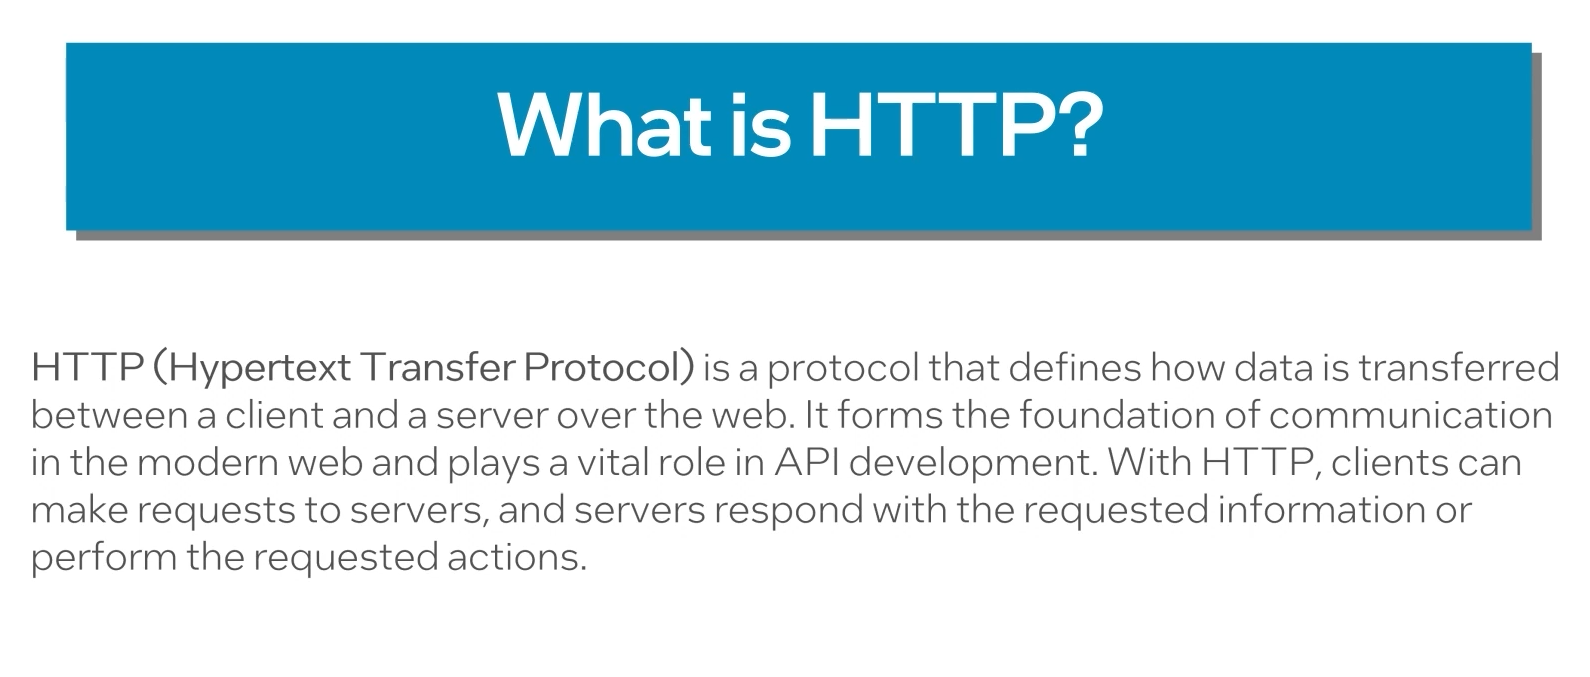 What is HTTP?
HTTP (Hypertext Transfer Protocol) is a protocol that defines how data is transferred
between a client and a server over the web. It forms the foundation of communication
in the modern web and plays a vital role in API development. With HTTP, clients can
make requests to servers, and servers respond with the requested information or
perform the requested actions.